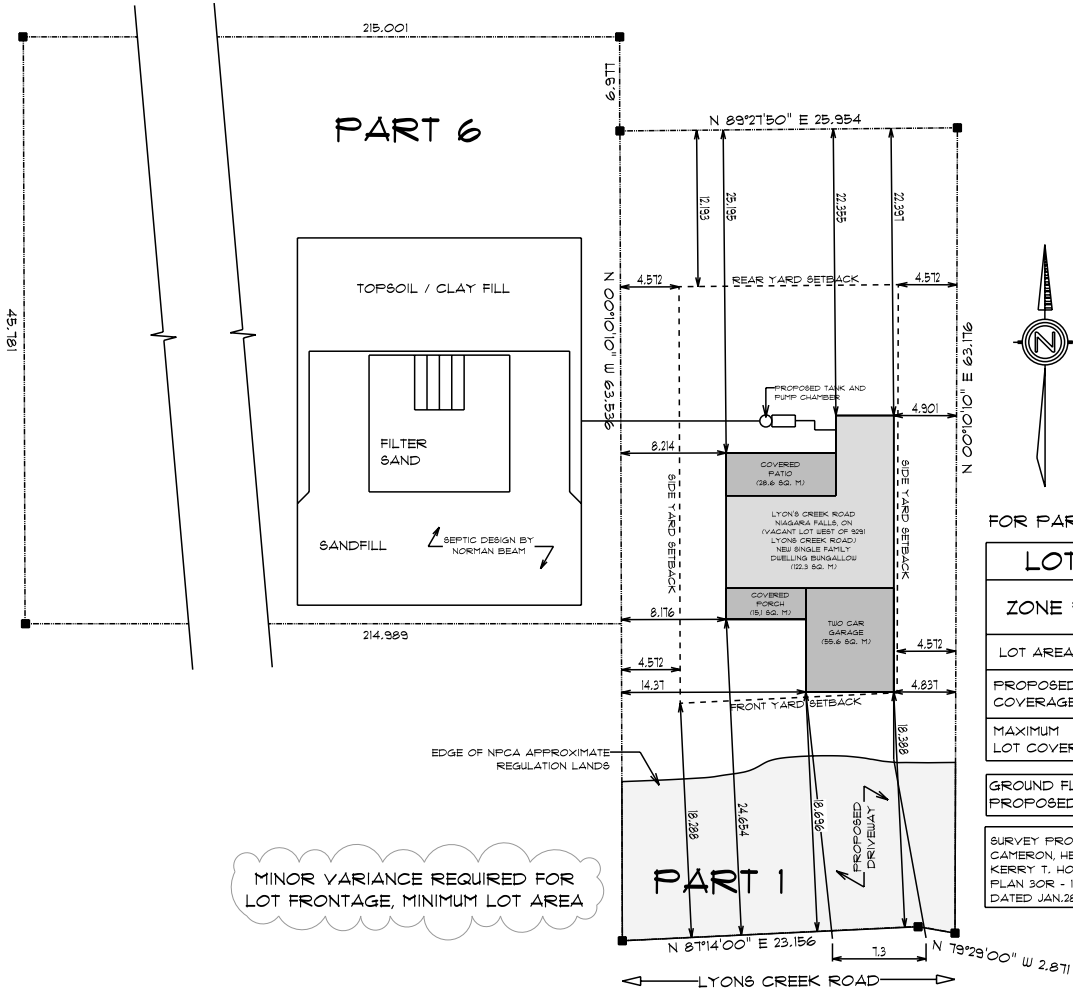 215.001
6.977
PART 6
N 89°27'50" E 25.954
12.193
25.195
22.355
22.397
4.572
REAR YARD SETBACK
4.572
TOPSOIL / CLAY FILL
N 00°10'10" W 63.536
N 00°10'10" E 63.176
45.781
N
PROPOSED TANK AND
PUMP CHAMBER
4.901
FILTER
SAND
8.214
COVERED
PATIO
(28.6 SQ. M.)
SIDE YARD SETBACK
SIDE YARD SETBACK
LYON'S CREEK ROAD
NIAGARA FALLS, ON
(VACANT LOT WEST OF 9291
LYONS CREEK ROAD)
NEW SINGLE FAMILY
DWELLING BUNGALLOW
(122.3 SQ. M.)
SANDFILL
SEPTIC DESIGN BY
NORMAN BEAM
FOR PAR
LOT
ZONE
LOT AREA
PROPOSED
COVERAGE
MAXIMUM
LOT COVER
GROUND FL
PROPOSED
SURVEY PRO
CAMERON, HE
KERRY T. HO
PLAN 30R - 1
DATED JAN.28
COVERED
PORCH
(15.1 SQ. M.)
8.176
TWO CAR
GARAGE
(55.6 SQ. M.)
214.989
4.572
4.572
14.37
4.837
FRONT YARD SETBACK
18.388
EDGE OF NPCA APPROXIMATE
REGULATION LANDS
18.288
24.654
18.696
PROPOSED
DRIVEWAY
PART 1
MINOR VARIANCE REQUIRED FOR
LOT FRONTAGE, MINIMUM LOT AREA
N 87°14'00" E 23.156
7.3
N 79°29'00" W 2.871
LYONS CREEK ROAD